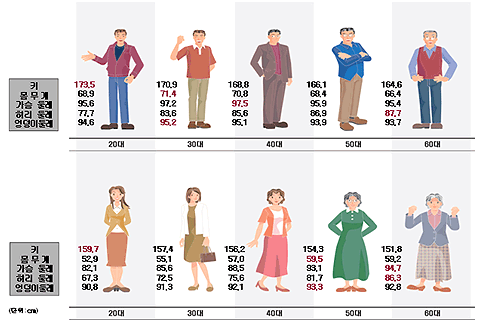 키 173,5 170,9 168,8 166,1 164,6
몸 무 게 68,9 71,4 70,8 68,4 66,4
가슴 둘레 95,6 97,2 97,5 95,9 95,4
허리 둘레 77,7 83,6 85,6 86,9 87,7
엉덩이둘레 94,6 95,2 95,1 93,9 93,7
20대 30대 40대 50대 60대
키 159,7 157,4 156,2 154,3 151,8
몸 무 게 52,9 55,1 57,0 59,5 59,2
가슴 둘레 82,1 85,6 88,5 93,1 94,7
허리 둘레 67,3 72,5 75,6 81,7 86,3
엉덩이둘레 90,8 91,3 92,1 93,3 92,8
(단위:cm) 20대 30대 40대 50대 60대